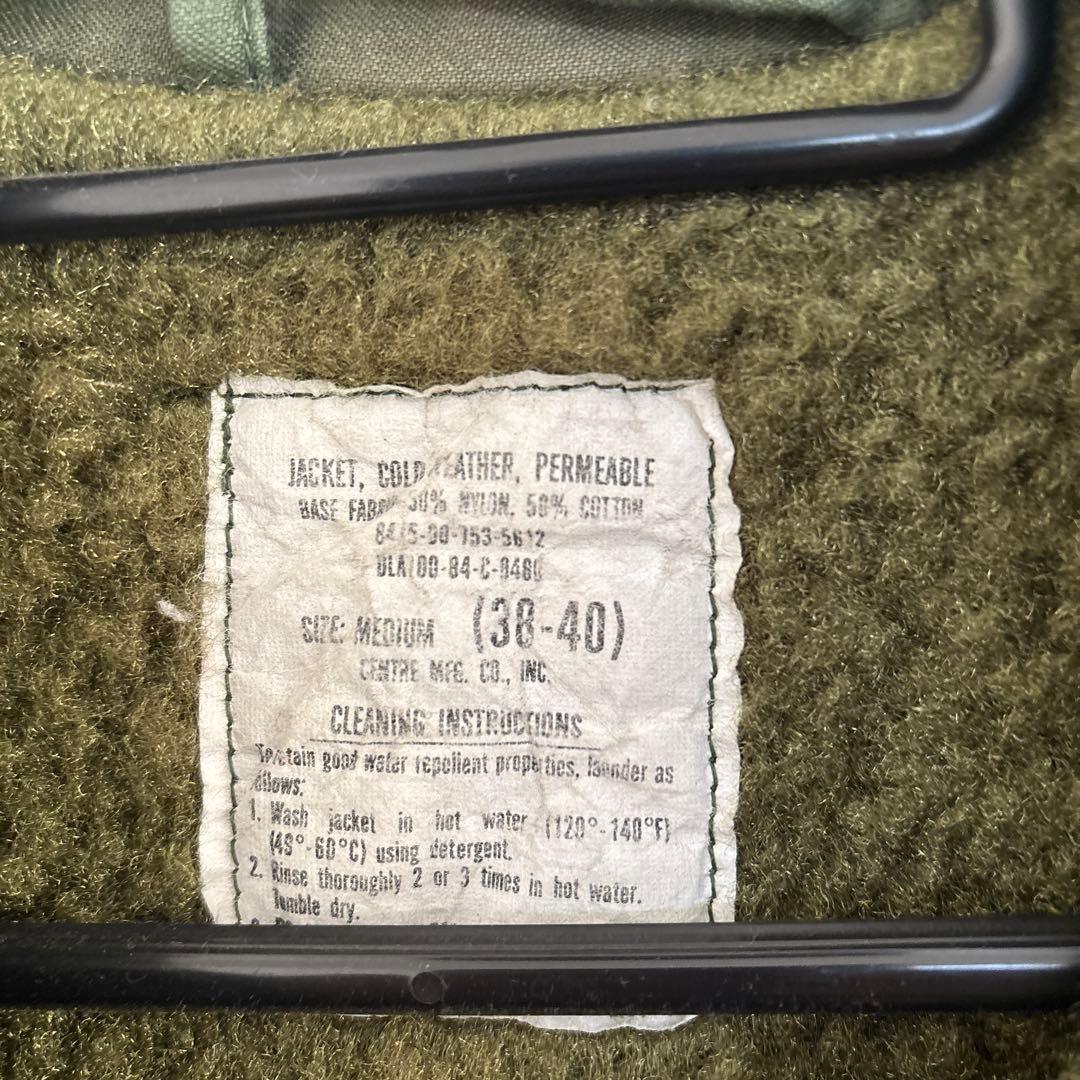 JACKET, COLD WEATHER, PERMEABLE
BASE FABRIC 50% NYLON, 50% COTTON
8415-00-753-5612
DLA100-84-C-0460
SIZE: MEDIUM (38-40)
CENTRE MFG. CO., INC.
CLEANING INSTRUCTIONS
To retain good water repellent properties, launder as
follows:
1. Wash jacket in hot water (120°-140°F)
(49°-60°C) using detergent.
2. Rinse thoroughly 2 or 3 times in hot water.
Tumble dry.